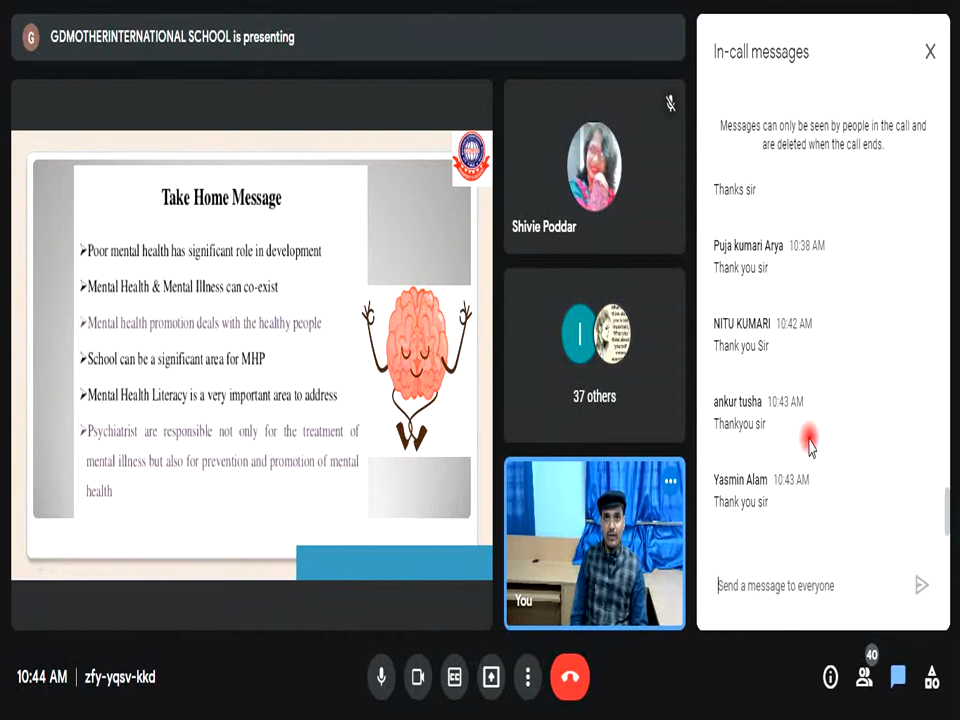 G GDMOTHERINTERNATIONAL SCHOOL is presenting
Take Home Message
➢Poor mental health has significant role in development
➢Mental Health & Mental Illness can co-exist
➢Mental health promotion deals with the healthy people
➢School can be a significant area for MHP
➢Mental Health Literacy is a very important area to address
➢Psychiatrist are responsible not only for the treatment of
mental illness but also for prevention and promotion of mental
health
Shivie Poddar
I
37 others
You
In-call messages
Messages can only be seen by people in the call and
are deleted when the call ends.
Thanks sir
Puja kumari Arya 10:38 AM
Thank you sir
NITU KUMARI 10:42 AM
Thank you Sir
ankur tusha 10:43 AM
Thankyou sir
Yasmin Alam 10:43 AM
Thank you sir
Send a message to everyone
10:44 AM | zfy-yqsv-kkd
CC
40